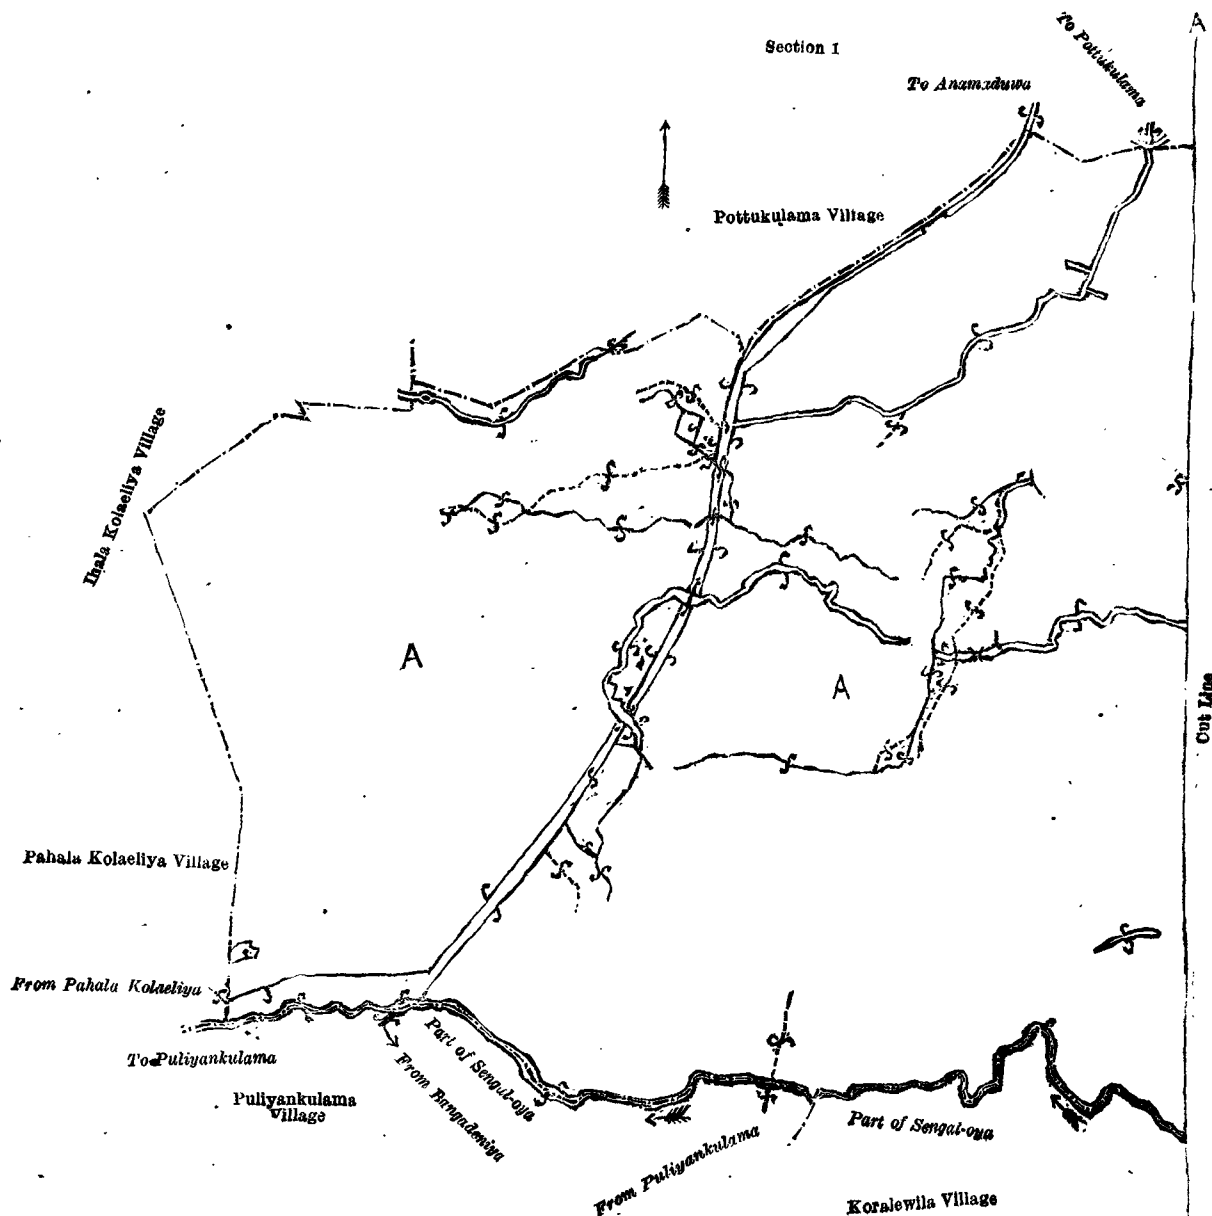 A
To Pottukulama
Section 1
To Anamaduwa
Pottukulama Village
Ihala Kolaeliya Village
A
A
Cut Line
Pahala Kolaeliya Village
From Pahala Kolaeliya
To Puliyankulama
Puliyankulama
Village
Part of Sengal-oya
From Bangadeniya
From Puliyankulama
Part of Sengal-oya
Koralewila Village